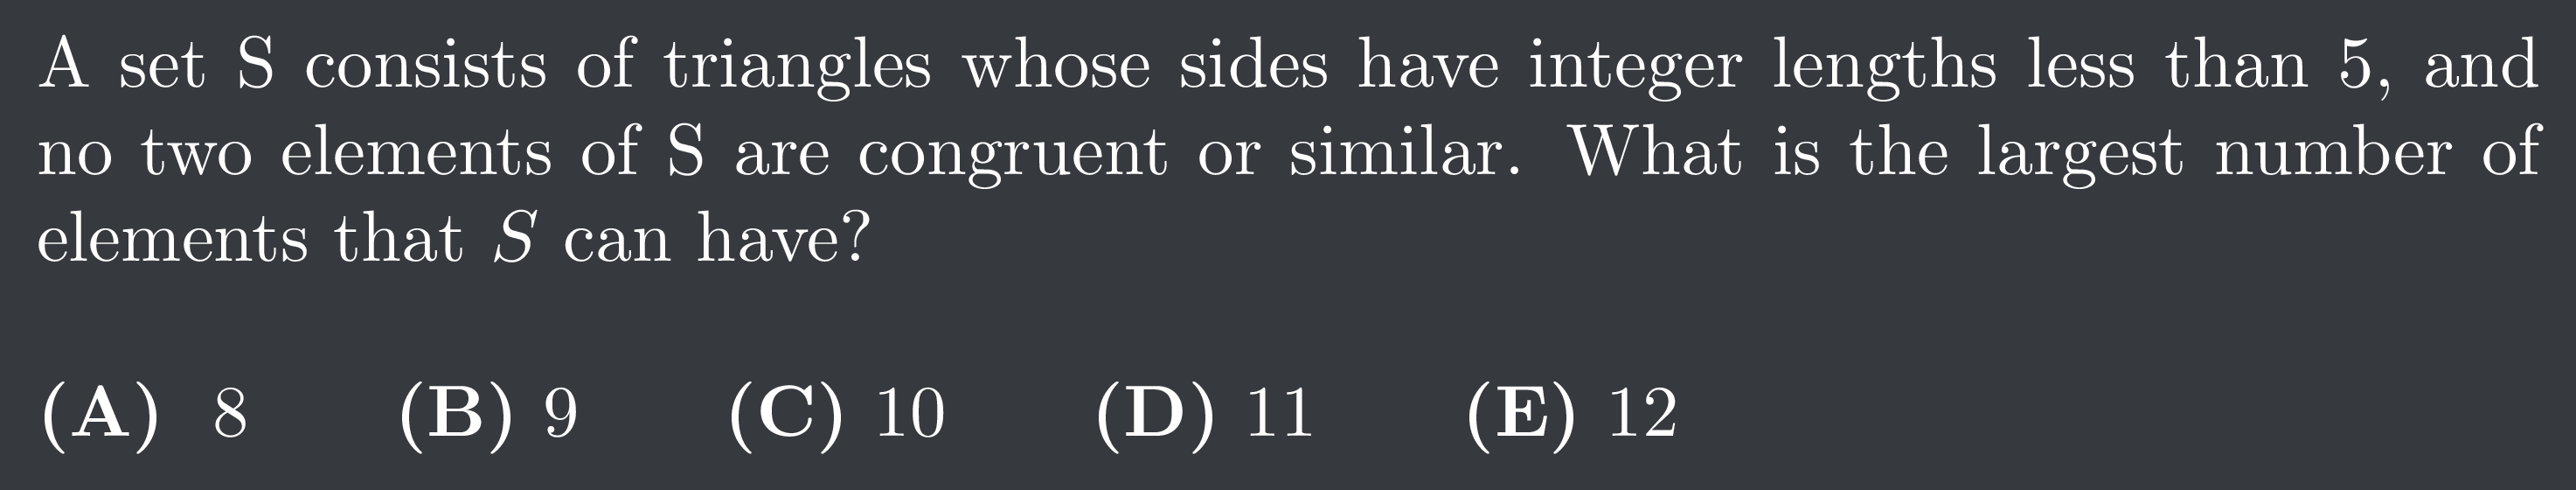 A set S consists of triangles whose sides have integer lengths less than 5, and
no two elements of S are congruent or similar. What is the largest number of
elements that S can have?
(A) 8 (B) 9 (C) 10 (D) 11 (E) 12